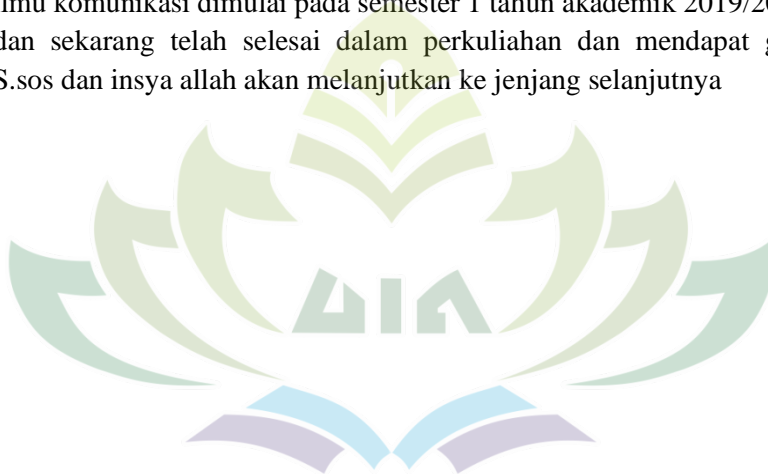 ilmu komunikasi dimulai pada semester 1 tahun akademik 2019/20
dan sekarang telah selesai dalam perkuliahan dan mendapat
S.sos dan insya allah akan melanjutkan ke jenjang selanjutnya
UIN